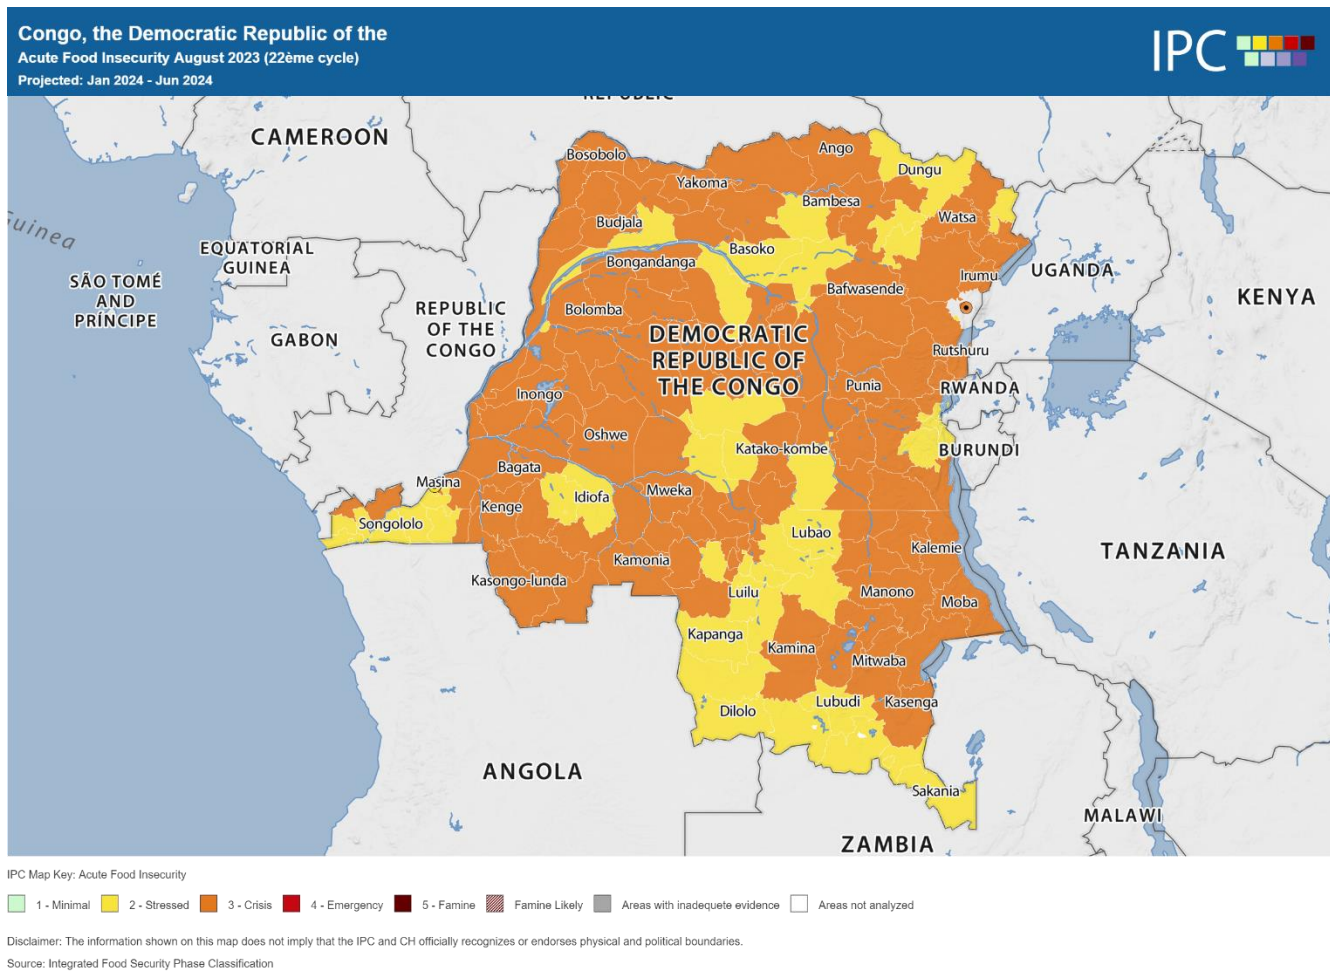 Congo, the Democratic Republic of the
Acute Food Insecurity August 2023 (22ème cycle)
Projected: Jan 2024 - Jun 2024
IPC
REPUBLIC
CAMEROON
Bosobolo
Ango
Dungu
Yakoma
Bambesa
Watsa
Budjala
Guinea
EQUATORIAL
GUINEA
Basoko
Bongandanga
Irumu
UGANDA
SÃO TOMÉ
AND
PRÍNCIPE
Bafwasende
KENYA
REPUBLIC
OF THE
CONGO
Bolomba
GABON
DEMOCRATIC
REPUBLIC OF
THE CONGO
Rutshuru
Punia
RWANDA
Inongo
Oshwe
Katako-kombe
BURUNDI
Bagata
Masina
Mweka
Idiofa
Kenge
Songololo
Lubao
Kalemie
TANZANIA
Kamonia
Kasongo-lunda
Luilu
Manono
Moba
Kapanga
Kamina
Mitwaba
Lubudi
Kasenga
Dilolo
ANGOLA
Sakania
MALAWI
ZAMBIA
IPC Map Key: Acute Food Insecurity
1 - Minimal 2 - Stressed 3 - Crisis 4 - Emergency 5 - Famine Famine Likely Areas with inadequete evidence Areas not analyzed
Disclaimer: The information shown on this map does not imply that the IPC and CH officially recognizes or endorses physical and political boundaries.
Source: Integrated Food Security Phase Classification